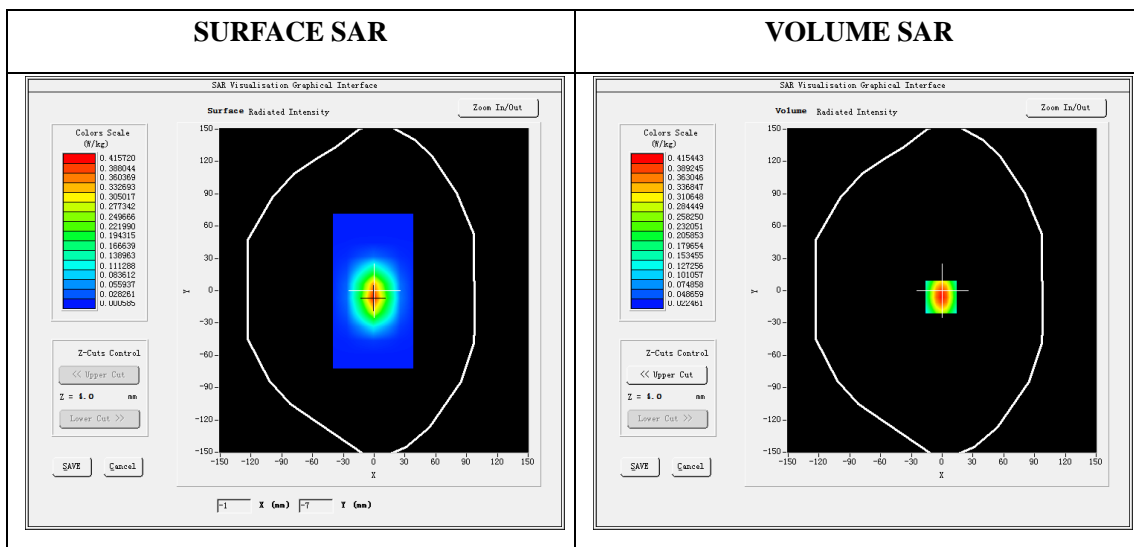 SURFACE SAR
SAR Visualisation Graphical Interface
Surface Radiated Intensity
Zoom In/Out
Colors Scale
(W/kg)
0.415720
0.388044
0.360369
0.332693
0.305017
0.277342
0.249666
0.221990
0.194315
0.166639
0.138963
0.111288
0.083612
0.055937
0.028261
0.000585
Z-Cuts Control
<< Upper Cut
Z = 4.0 mm
Lower Cut >>
SAVE
Cancel
150
120
90
60
30
0
-30
-60
-90
-120
-150
Y
-150 -120 -90 -60 -30 0 30 60 90 120 150
X
-1 X (mm) -7 Y (mm)
VOLUME SAR
SAR Visualisation Graphical Interface
Volume Radiated Intensity
Zoom In/Out
Colors Scale
(W/kg)
0.415443
0.389245
0.363046
0.336847
0.310648
0.284449
0.258250
0.232051
0.205853
0.179654
0.153455
0.127256
0.101057
0.074858
0.048659
0.022461
Z-Cuts Control
<< Upper Cut
Z = 4.0 mm
Lower Cut >>
SAVE
Cancel
150
120
90
60
30
0
-30
-60
-90
-120
-150
Y
-150 -120 -90 -60 -30 0 30 60 90 120 150
X